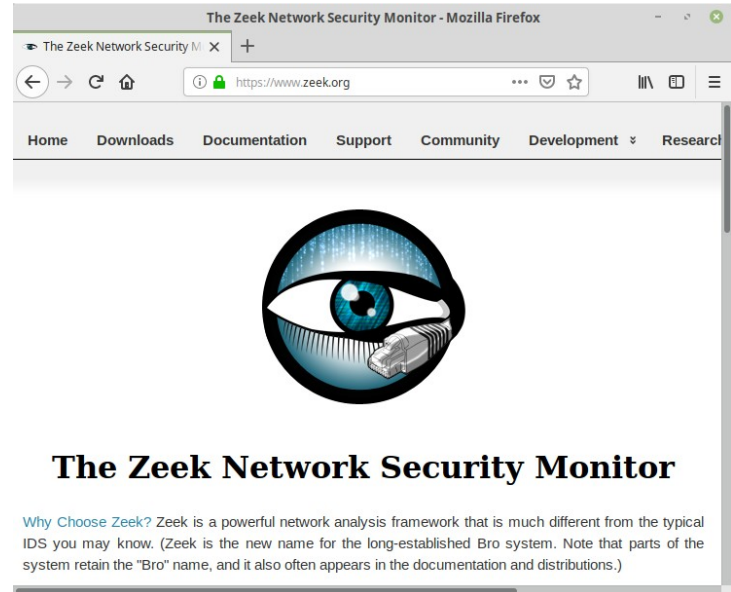 The Zeek Network Security Monitor - Mozilla Firefox
The Zeek Network Security M
https://www.zeek.org
Home Downloads Documentation Support Community Development Research
The Zeek Network Security Monitor
Why Choose Zeek? Zeek is a powerful network analysis framework that is much different from the typical
IDS you may know. (Zeek is the new name for the long-established Bro system. Note that parts of the
system retain the "Bro" name, and it also often appears in the documentation and distributions.)